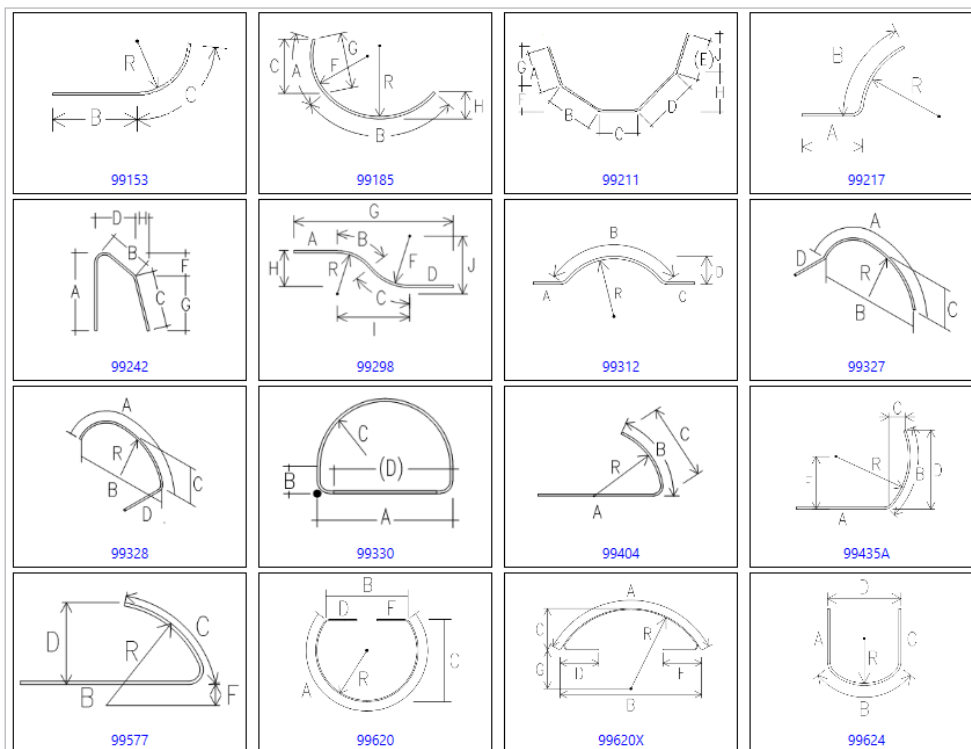 R
B
C
99153
C
A
G
F
R
H
B
99185
G
A
F
B
C
D
(E)
J
H
99211
B
R
A
99217
D
H
B
A
F
C
G
99242
G
A
B
H
R
F
D
J
C
I
99298
B
A
R
C
D
99312
A
D
R
B
C
99327
A
R
B
C
D
99328
C
B
(D)
A
99330
C
B
R
A
99404
C
R
D
B
F
A
99435A
D
C
R
B
F
99577
B
D
F
A
R
C
99620
A
C
R
G
D
F
B
99620X
D
A
R
C
B
99624